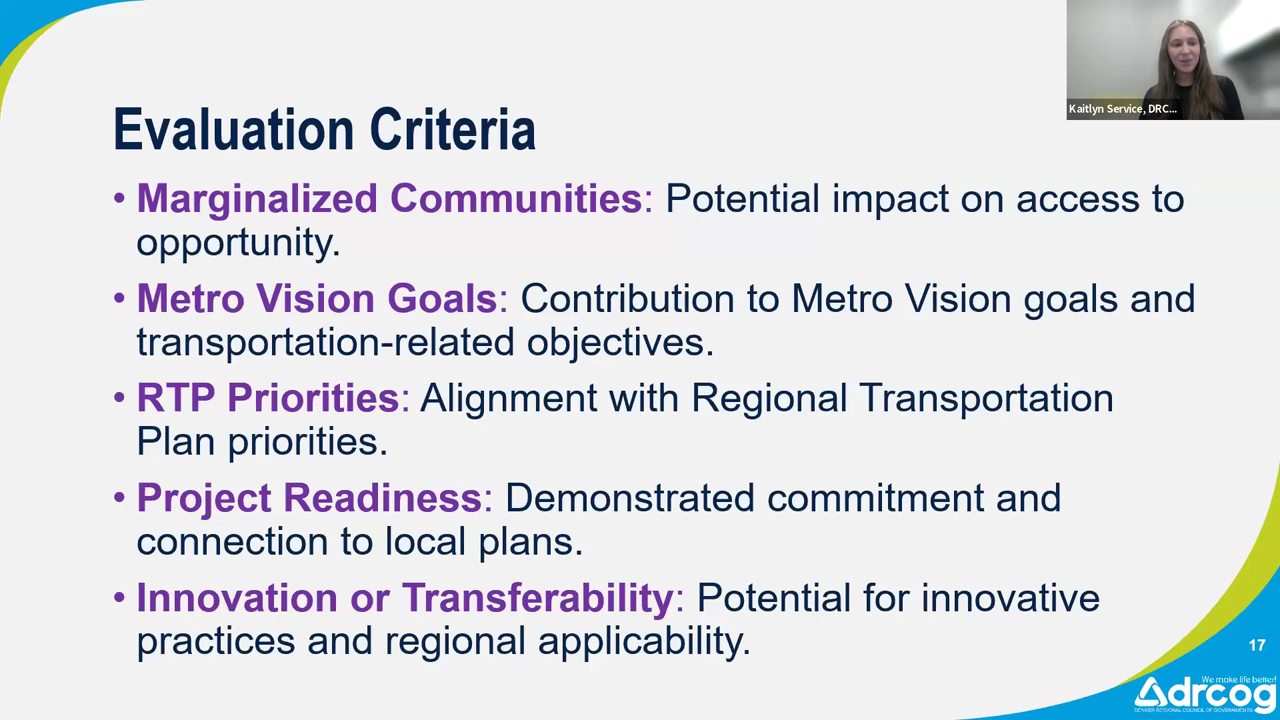 Kaitlyn Service, DRC...
Evaluation Criteria
• Marginalized Communities: Potential impact on access to
opportunity.
• Metro Vision Goals: Contribution to Metro Vision goals and
transportation-related objectives.
• RTP Priorities: Alignment with Regional Transportation
Plan priorities.
• Project Readiness: Demonstrated commitment and
connection to local plans.
• Innovation or Transferability: Potential for innovative
practices and regional applicability.
17
We make life better!
drcog
DENVER REGIONAL COUNCIL OF GOVERNMENTS